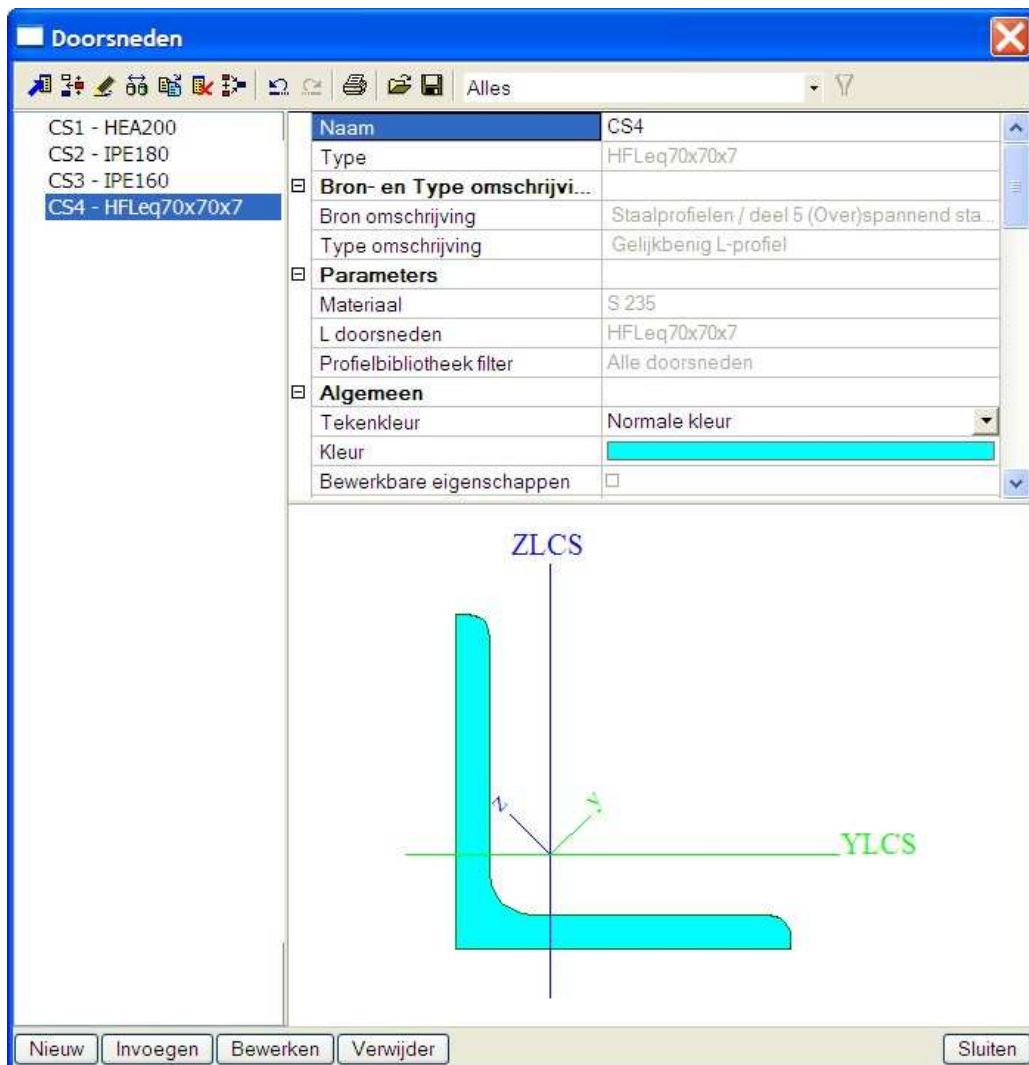 Doorsneden
Alles
CS1 - HEA200
CS2 - IPE180
CS3 - IPE160
CS4 - HFLeq70x70x7
Naam CS4
Type HFLeq70x70x7
Bron- en Type omschrijvi...
Bron omschrijving Staalprofielen / deel 5 (Over)spannend sta...
Type omschrijving Gelijkbenig L-profiel
Parameters
Materiaal S 235
L doorsneden HFLeq70x70x7
Profielbibliotheek filter Alle doorsneden
Algemeen
Tekenkleur Normale kleur
Kleur
Bewerkbare eigenschappen
ZLCS
z y
YLCS
Nieuw Invoegen Bewerken Verwijder Sluiten